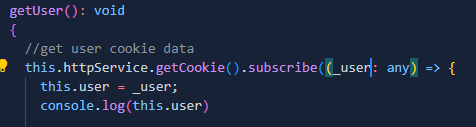 getUser(): void
{
//get user cookie data
this.httpService.getCookie().subscribe((_user: any) => {
this.user = _user;
console.log(this.user)